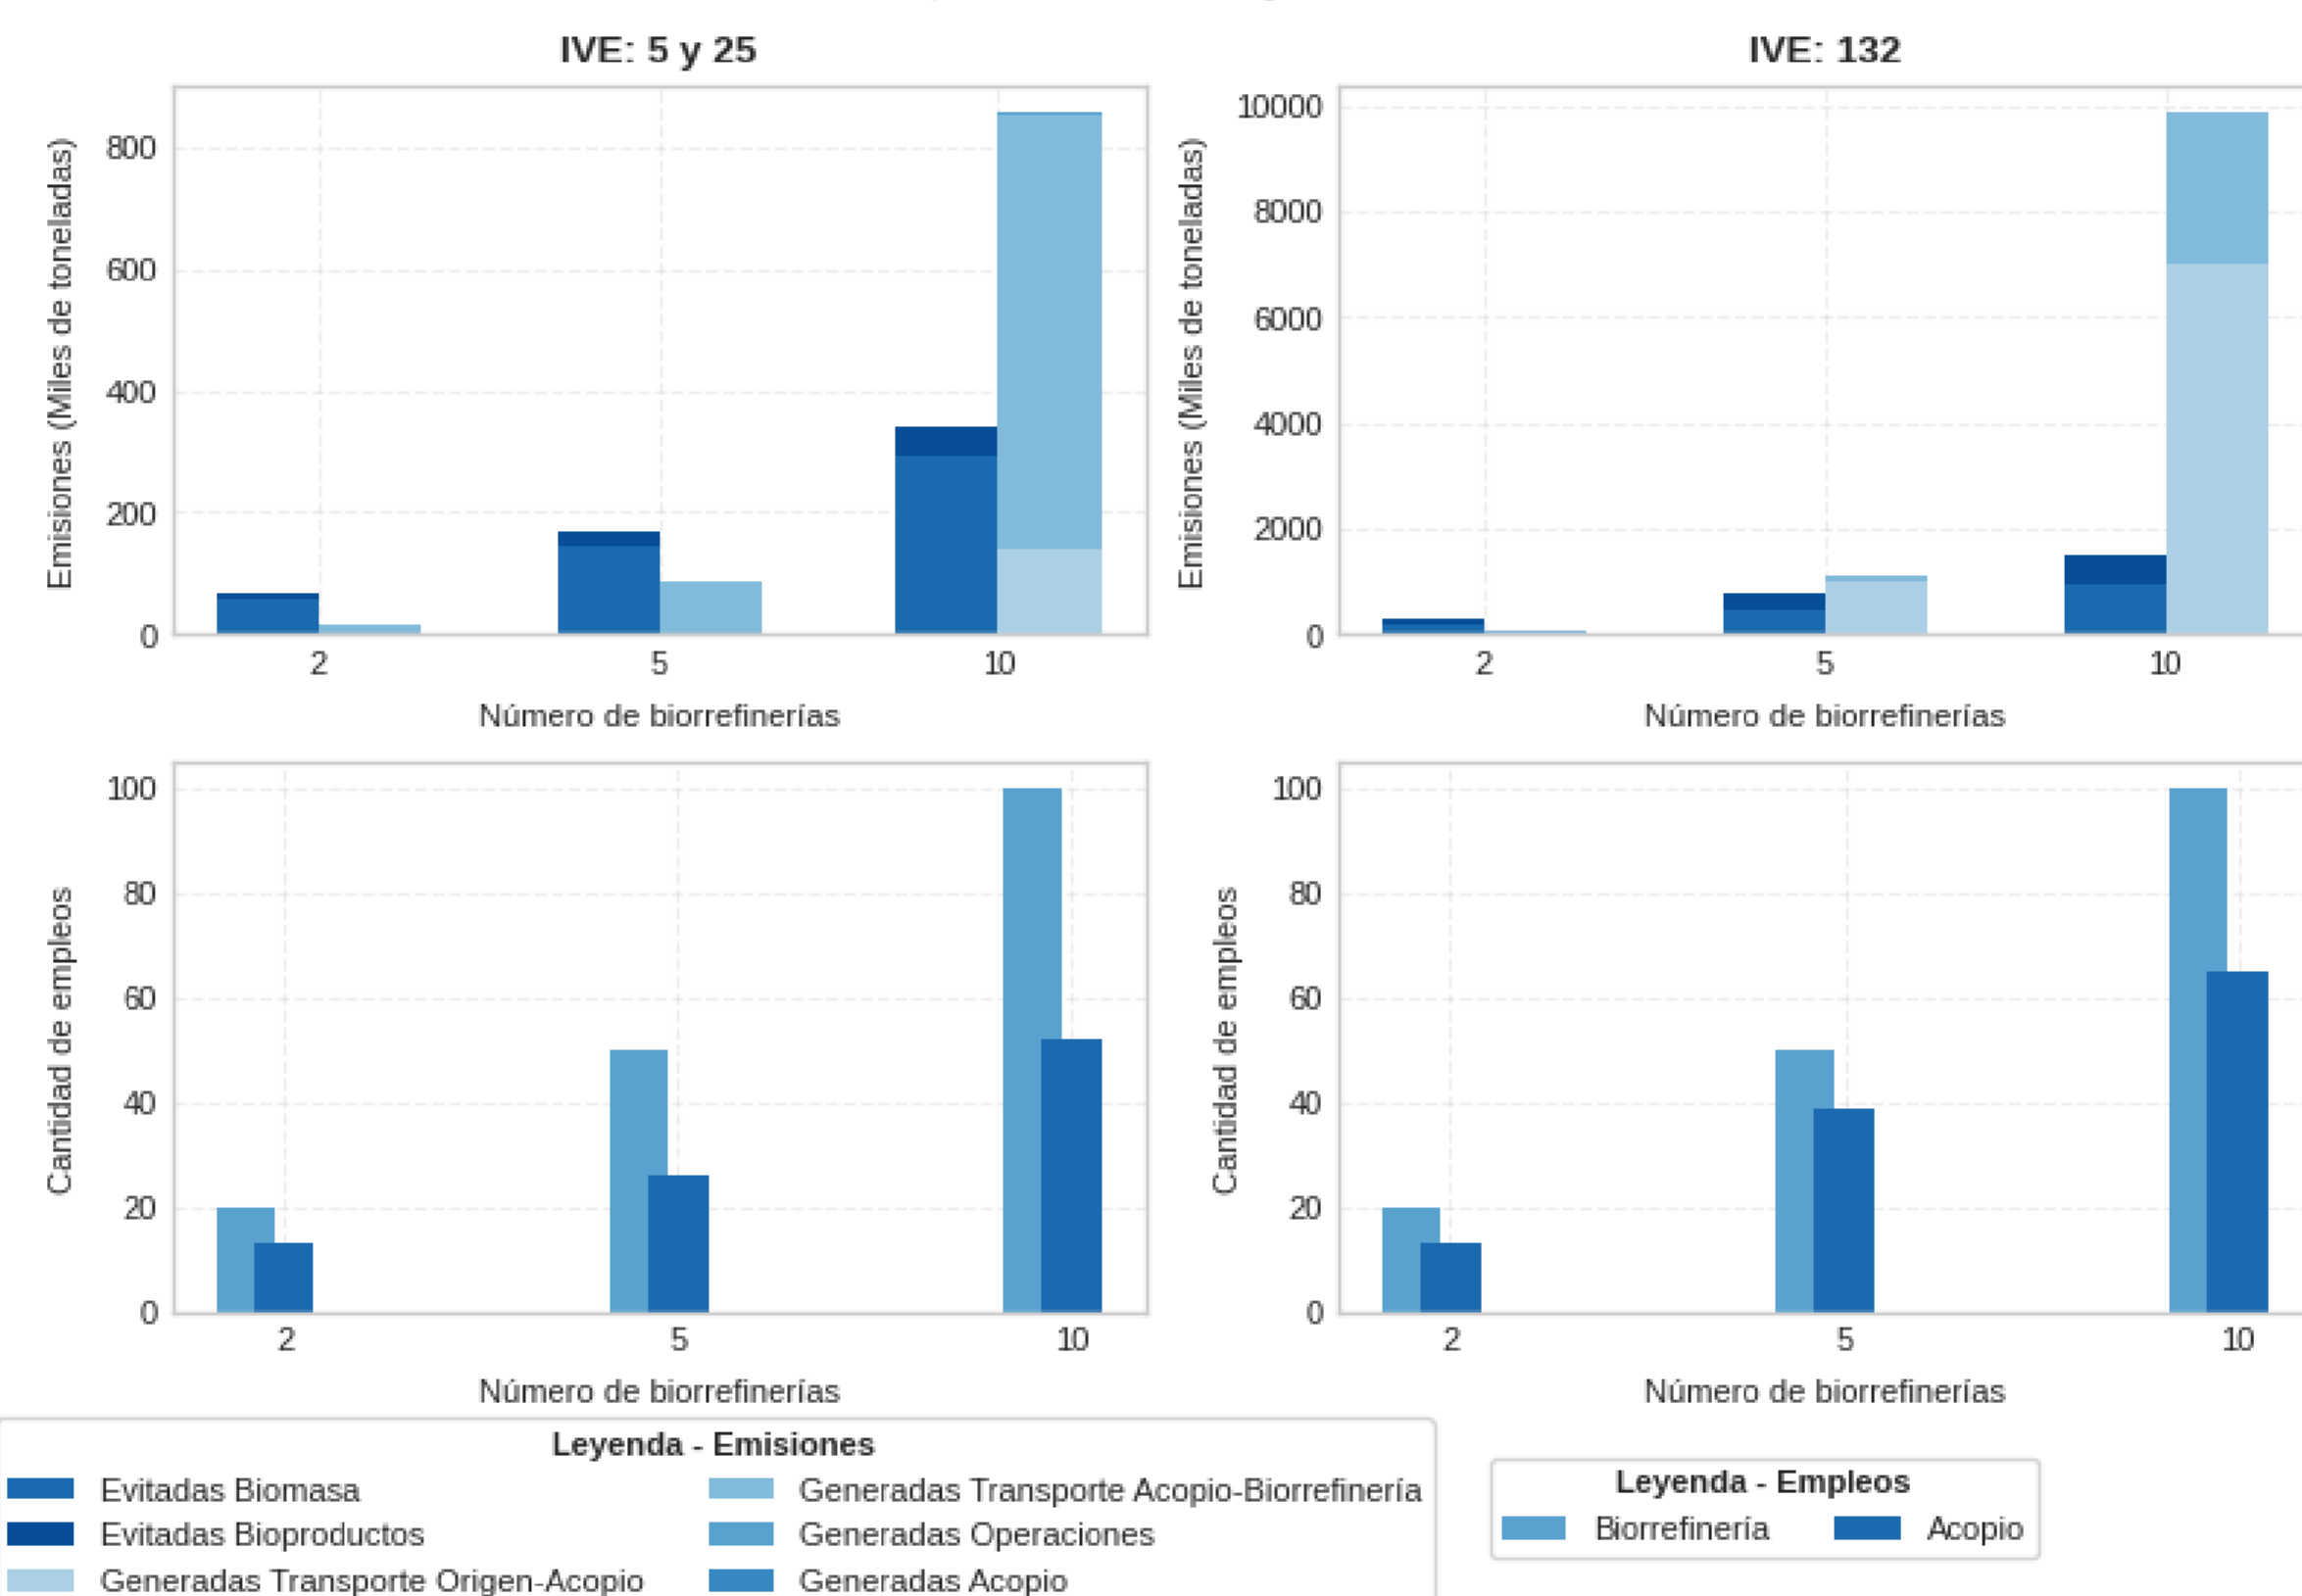 IVE: 5 y 25
Emisiones (Miles de toneladas)
800
600
400
200
0
2 5 10
Número de biorrefinerías
IVE: 132
Emisiones (Miles de toneladas)
10000
8000
6000
4000
2000
0
2 5 10
Número de biorrefinerías
Cantidad de empleos
100
80
60
40
20
0
2 5 10
Número de biorrefinerías
Cantidad de empleos
100
80
60
40
20
0
2 5 10
Número de biorrefinerías
Leyenda - Emisiones
Evitadas Biomasa
Evitadas Bioproductos
Generadas Transporte Origen-Acopio
Generadas Transporte Acopio-Biorrefinería
Generadas Operaciones
Generadas Acopio
Leyenda - Empleos
Biorrefinería Acopio